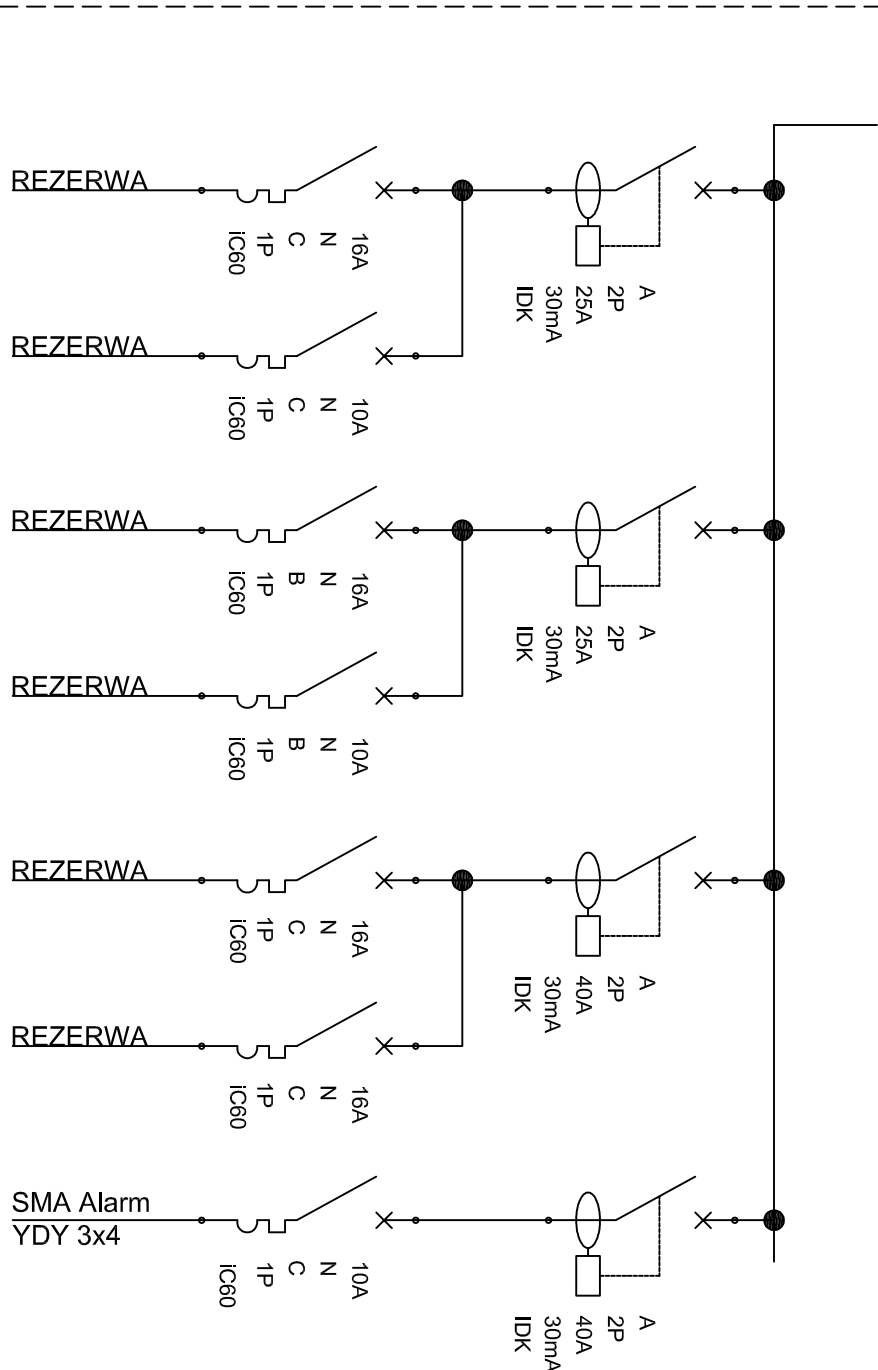 REZERWA
iC60
1P
C
N
16A
IDK
30mA
25A
2P
A
REZERWA
iC60
1P
C
N
10A
REZERWA
iC60
1P
B
N
16A
IDK
30mA
25A
2P
A
REZERWA
iC60
1P
B
N
10A
REZERWA
iC60
1P
C
N
16A
IDK
30mA
40A
2P
A
REZERWA
iC60
1P
C
N
16A
SMA Alarm
YDY 3x4
iC60
1P
C
N
10A
IDK
30mA
40A
2P
A